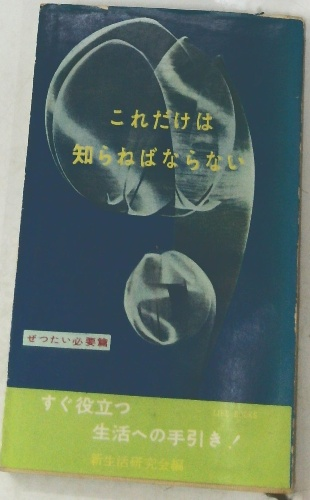 これだけは
知らねばならない
ぜつたい必要篇
すぐ役立つ
生活への手引き！
新生活研究会編